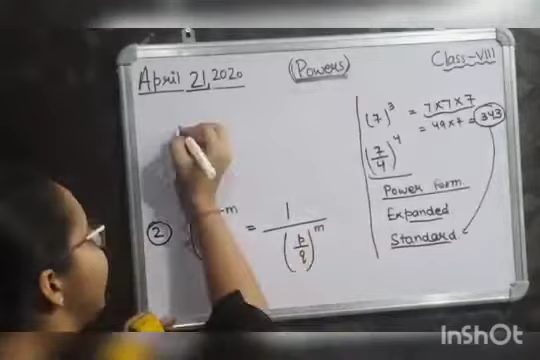 April 21, 2020
(Powers)
Class-VIII
(7)^3 = 7×7×7
= 49×7 = 343
(7/4)^4
Power form
Expanded
Standard
② -m = 1/(p/q)^m
InShOt